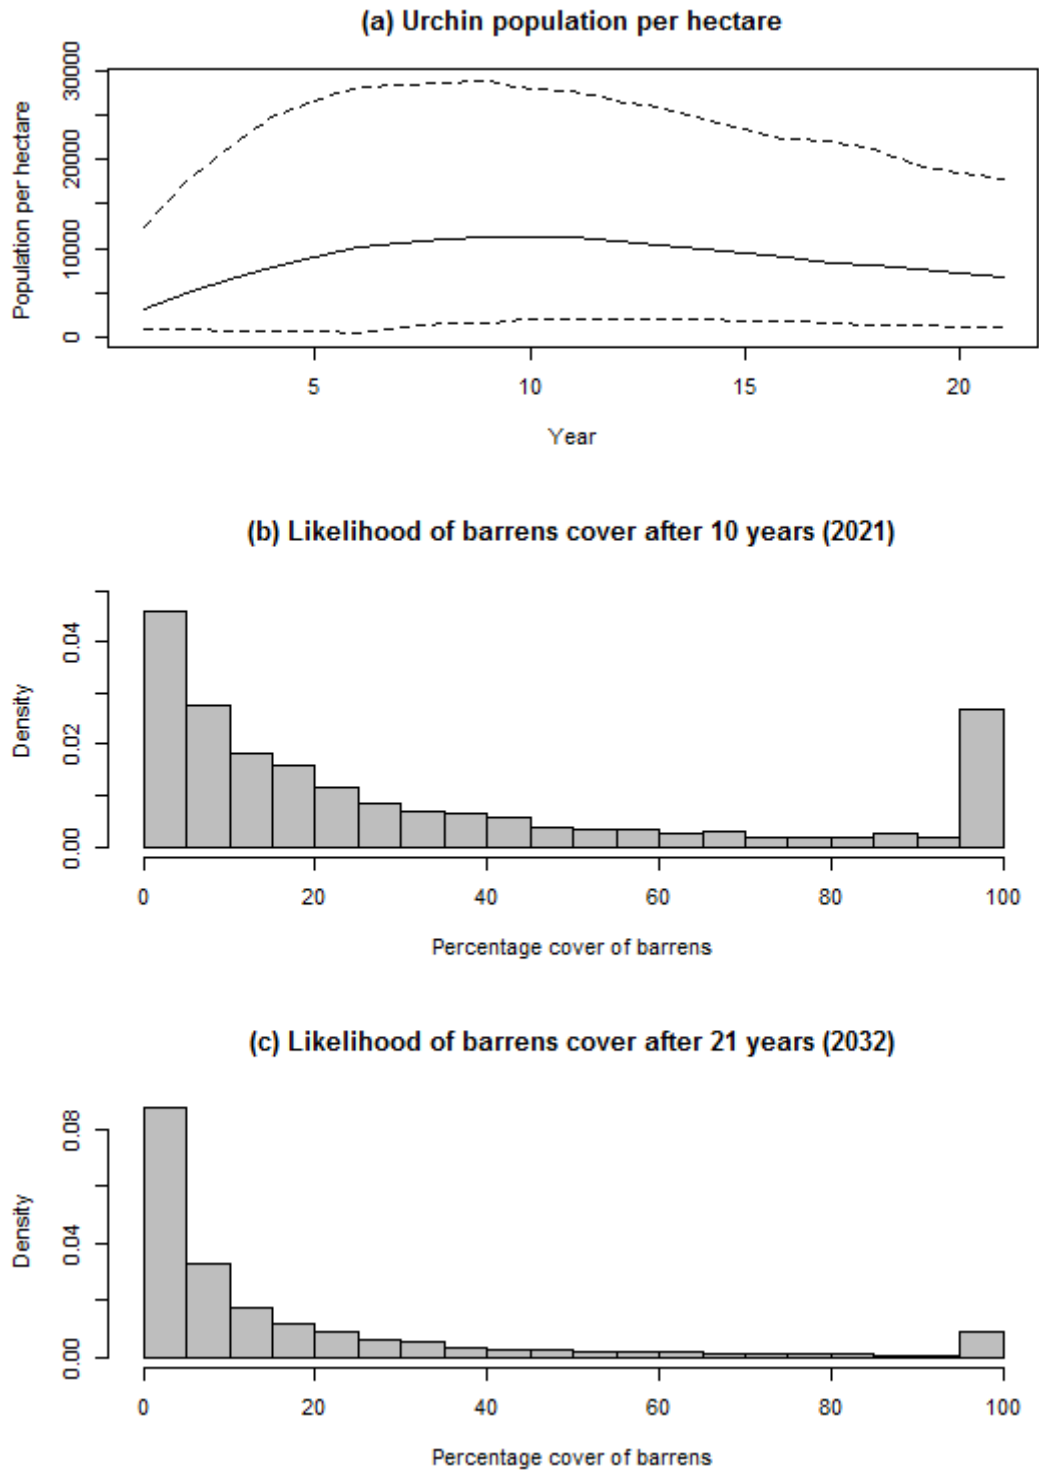 (a) Urchin population per hectare
Population per hectare
30000
20000
10000
0
5 10 15 20
Year
(b) Likelihood of barrens cover after 10 years (2021)
Density
0.04
0.02
0.00
0 20 40 60 80 100
Percentage cover of barrens
(c) Likelihood of barrens cover after 21 years (2032)
Density
0.08
0.04
0.00
0 20 40 60 80 100
Percentage cover of barrens